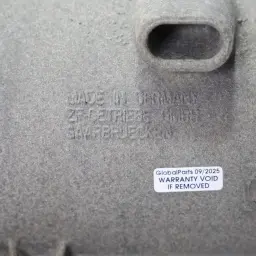 MADE IN GERMANY
ZF-GETRIEBE GMBH
SAARBRUECKEN
GlobalParts 09/2025
WARRANTY VOID
IF REMOVED